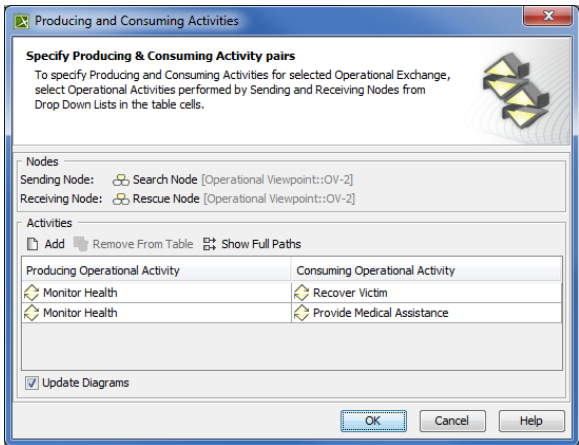 Producing and Consuming Activities
Specify Producing & Consuming Activity pairs
To specify Producing and Consuming Activities for selected Operational Exchange,
select Operational Activities performed by Sending and Receiving Nodes from
Drop Down Lists in the table cells.
Nodes
Sending Node: Search Node [Operational Viewpoint::OV-2]
Receiving Node: Rescue Node [Operational Viewpoint::OV-2]
Activities
Add Remove From Table Show Full Paths
Producing Operational Activity Consuming Operational Activity
Monitor Health Recover Victim
Monitor Health Provide Medical Assistance
Update Diagrams
OK Cancel Help